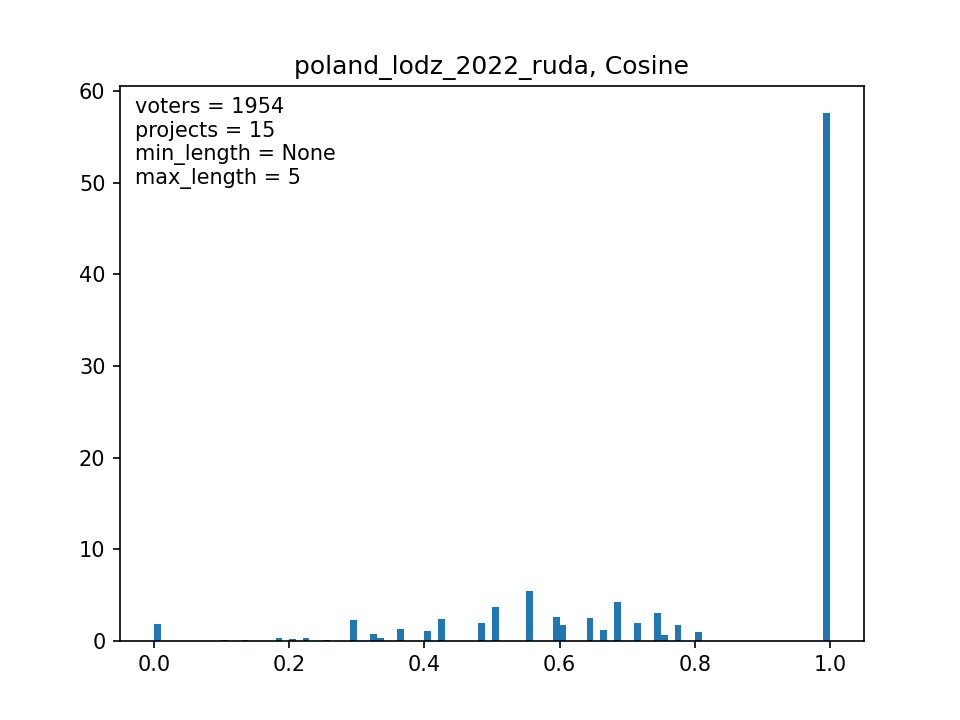 poland_lodz_2022_ruda, Cosine
voters = 1954
projects = 15
min_length = None
max_length = 5
60
50
40
30
20
10
0
0.0 0.2 0.4 0.6 0.8 1.0